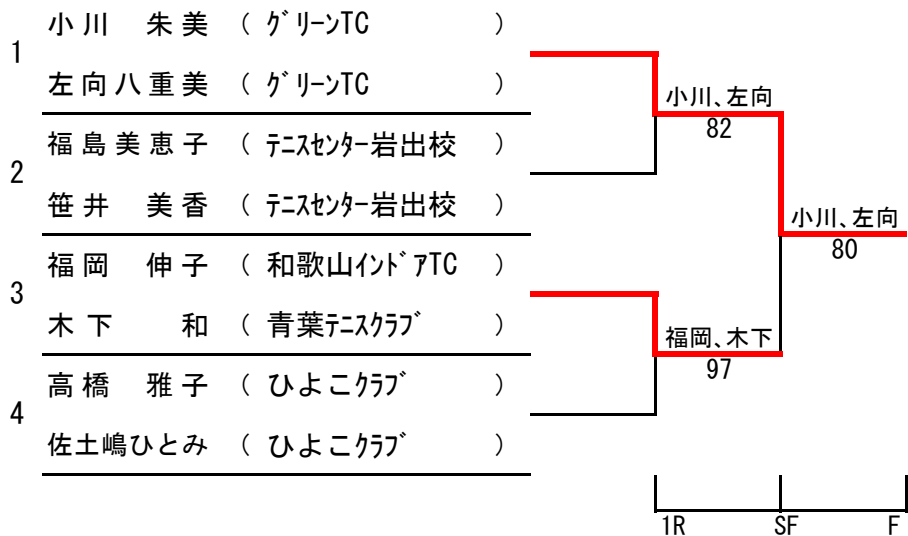 1
小川　朱美 ( グリーンTC )
左向八重美 ( グリーンTC )
2
福島美恵子 ( テニスセンター岩出校 )
笹井　美香 ( テニスセンター岩出校 )
3
福岡　伸子 ( 和歌山インドアTC )
木下　　和 ( 青葉テニスクラブ )
4
高橋　雅子 ( ひよこクラブ )
佐土嶋ひとみ ( ひよこクラブ )
小川、左向
82
福岡、木下
97
小川、左向
80
1R SF F